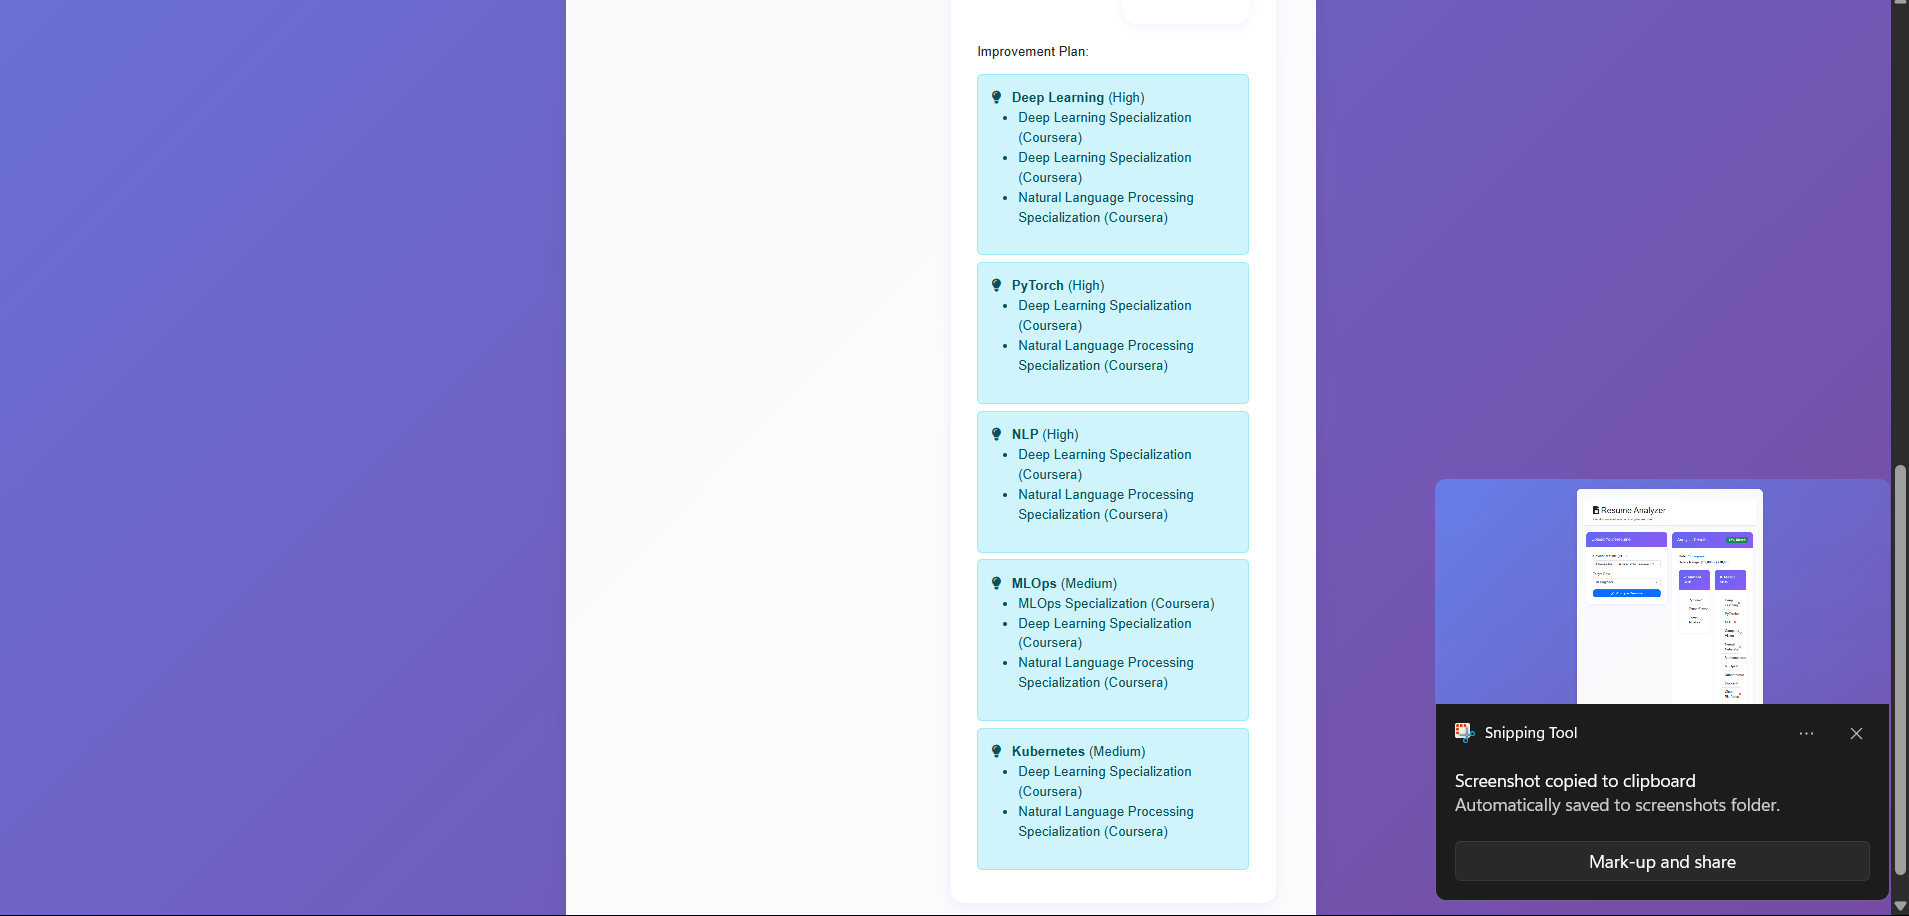 Improvement Plan:
Deep Learning (High)
• Deep Learning Specialization
(Coursera)
• Deep Learning Specialization
(Coursera)
• Natural Language Processing
Specialization (Coursera)
PyTorch (High)
• Deep Learning Specialization
(Coursera)
• Natural Language Processing
Specialization (Coursera)
NLP (High)
• Deep Learning Specialization
(Coursera)
• Natural Language Processing
Specialization (Coursera)
MLOps (Medium)
• MLOps Specialization (Coursera)
• Deep Learning Specialization
(Coursera)
• Natural Language Processing
Specialization (Coursera)
Kubernetes (Medium)
• Deep Learning Specialization
(Coursera)
• Natural Language Processing
Specialization (Coursera)
Resume Analyzer
Snipping Tool
Screenshot copied to clipboard
Automatically saved to screenshots folder.
Mark-up and share